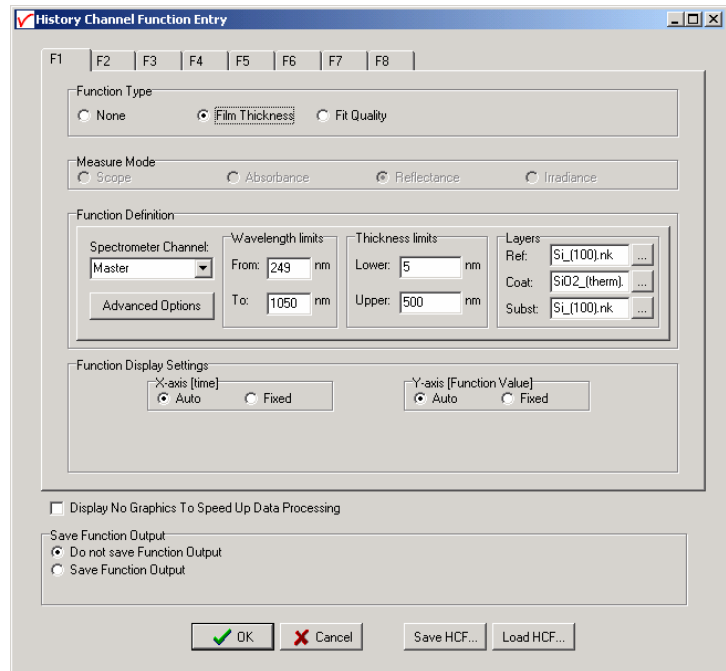 History Channel Function Entry
F1 F2 F3 F4 F5 F6 F7 F8
Function Type
None Film Thickness Fit Quality
Measure Mode
Scope Absorbance Reflectance Irradiance
Function Definition
Spectrometer Channel:
Master
Advanced Options
Wavelength limits
From: 249 nm
To: 1050 nm
Thickness limits
Lower: 5 nm
Upper: 500 nm
Layers
Ref: Si_(100).nk ...
Coat: SiO2_(therm). ...
Subst: Si_(100).nk ...
Function Display Settings
X-axis [time]
Auto Fixed
Y-axis [Function Value]
Auto Fixed
Display No Graphics To Speed Up Data Processing
Save Function Output
Do not save Function Output
Save Function Output
OK Cancel Save HCF... Load HCF...